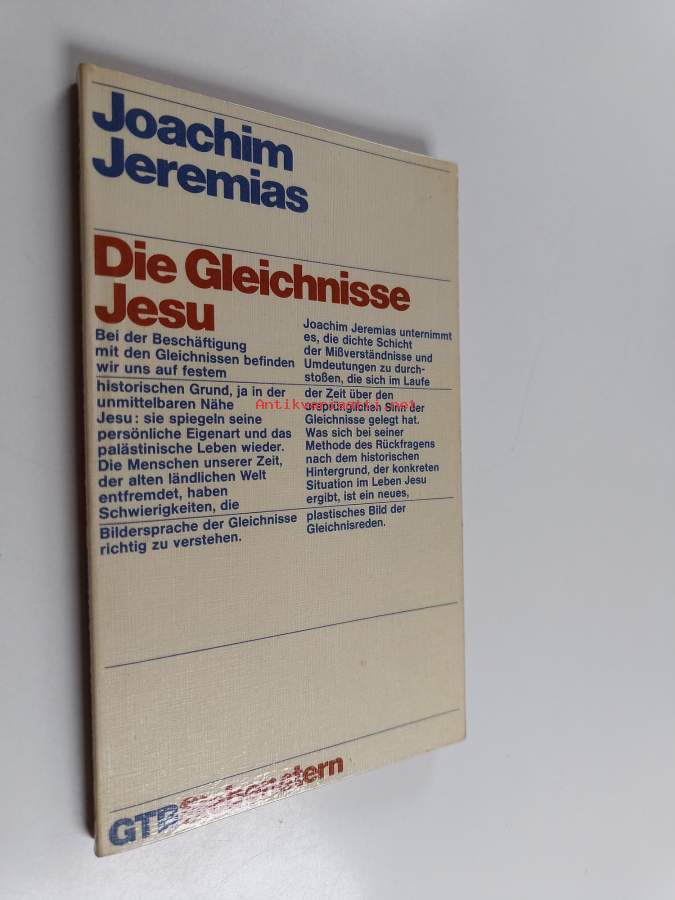 Joachim
Jeremias
Die Gleichnisse
Jesu
Bei der Beschäftigung
mit den Gleichnissen befinden
wir uns auf festem
historischen Grund, ja in der
unmittelbaren Nähe
Jesu: sie spiegeln seine
persönliche Eigenart und das
palästinische Leben wieder.
Die Menschen unserer Zeit,
der alten ländlichen Welt
entfremdet, haben
Schwierigkeiten, die
Bildersprache der Gleichnisse
richtig zu verstehen.
Joachim Jeremias unternimmt
es, die dichte Schicht
der Mißverständnisse und
Umdeutungen zu durch-
stoßen, die sich im Laufe
der Zeit über den
ursprünglichen Sinn der
Gleichnisse gelegt hat.
Was sich bei seiner
Methode des Rückfragens
nach dem historischen
Hintergrund, der konkreten
Situation im Leben Jesu
ergibt, ist ein neues,
plastisches Bild der
Gleichnisreden.
GTB Siebenstern
Antikvariaatti.net